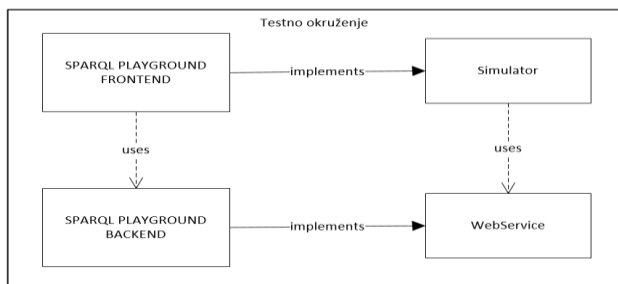 Testno okruženje
SPARQL PLAYGROUND
FRONTEND
implements
Simulator
uses
uses
SPARQL PLAYGROUND
BACKEND
implements
WebService